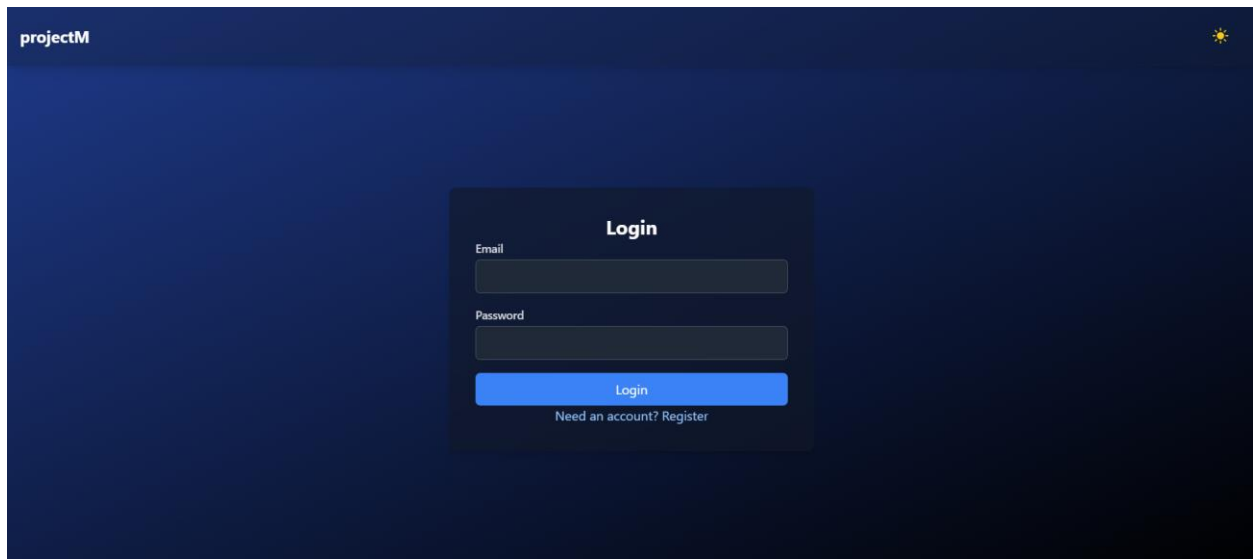 projectM
Login
Email
Password
Login
Need an account? Register